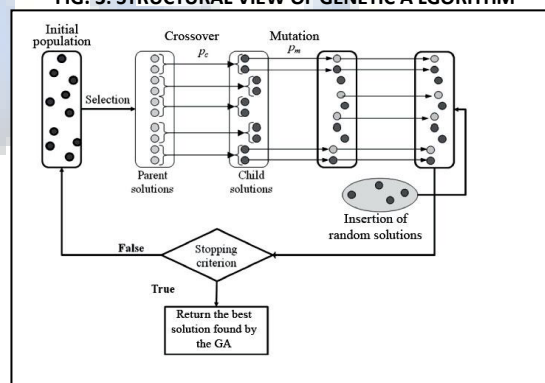 FIG. 3: STRUCTURAL VIEW OF GENETIC A LGORITHM
Initial
population
Crossover
Pc
Mutation
Pm
Selection
Parent
solutions
Child
solutions
Insertion of
random solutions
False
Stopping
criterion
True
Return the best
solution found by
the GA